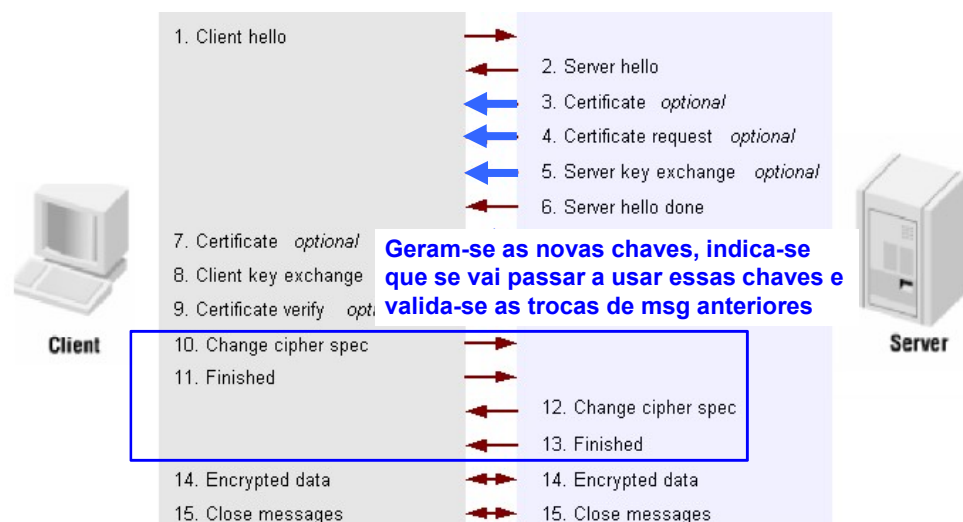 1. Client hello
2. Server hello
3. Certificate optional
4. Certificate request optional
5. Server key exchange optional
6. Server hello done
7. Certificate optional
Geram-se as novas chaves, indica-se
que se vai passar a usar essas chaves e
valida-se as trocas de msg anteriores
8. Client key exchange
9. Certificate verify
Client
Server
10. Change cipher spec
11. Finished
12. Change cipher spec
13. Finished
14. Encrypted data
14. Encrypted data
15. Close messages
15. Close messages